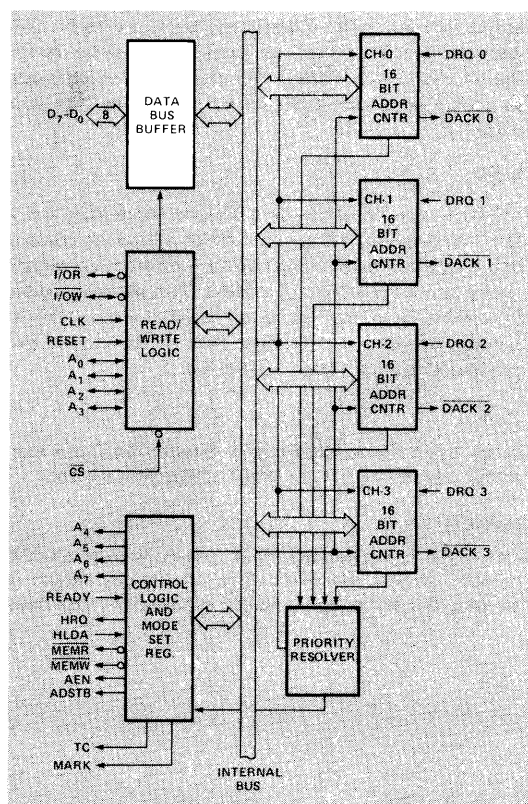 D7-D0
8
DATA
BUS
BUFFER
I/OR
I/OW
CLK
RESET
A0
A1
A2
A3
READ/
WRITE
LOGIC
CS
A4
A5
A6
A7
READY
HRQ
HLDA
MEMR
MEMW
AEN
ADSTB
TC
MARK
CONTROL
LOGIC
AND
MODE
SET
REG.
INTERNAL
BUS
CH-0
16
BIT
ADDR
CNTR
DRQ 0
DACK 0
CH-1
16
BIT
ADDR
CNTR
DRQ 1
DACK 1
CH-2
16
BIT
ADDR
CNTR
DRQ 2
DACK 2
CH-3
16
BIT
ADDR
CNTR
DRQ 3
DACK 3
PRIORITY
RESOLVER